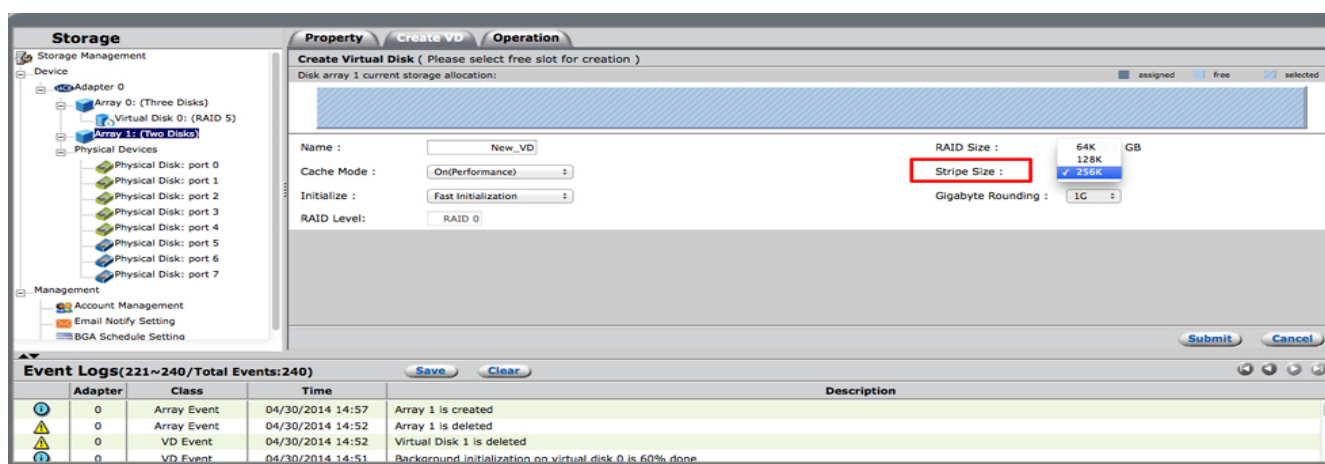 Storage
Storage Management
Device
Adapter 0
Array 0: (Three Disks)
Virtual Disk 0: (RAID 5)
Array 1: (Two Disks)
Physical Devices
Physical Disk: port 0
Physical Disk: port 1
Physical Disk: port 2
Physical Disk: port 3
Physical Disk: port 4
Physical Disk: port 5
Physical Disk: port 6
Physical Disk: port 7
Management
Account Management
Email Notify Setting
BGA Schedule Setting
Property Create VD Operation
Create Virtual Disk ( Please select free slot for creation )
Disk array 1 current storage allocation: assigned free selected
Name : New_VD RAID Size : GB
64K
128K
Cache Mode : On(Performance) Stripe Size : ✓ 256K
Initialize : Fast Initialization Gigabyte Rounding : 1G
RAID Level: RAID 0
Submit Cancel
Event Logs(221~240/Total Events:240) Save Clear
Adapter Class Time Description
0 Array Event 04/30/2014 14:57 Array 1 is created
0 Array Event 04/30/2014 14:52 Array 1 is deleted
0 VD Event 04/30/2014 14:52 Virtual Disk 1 is deleted
0 VD Event 04/30/2014 14:51 Background initialization on virtual disk 0 is 60% done